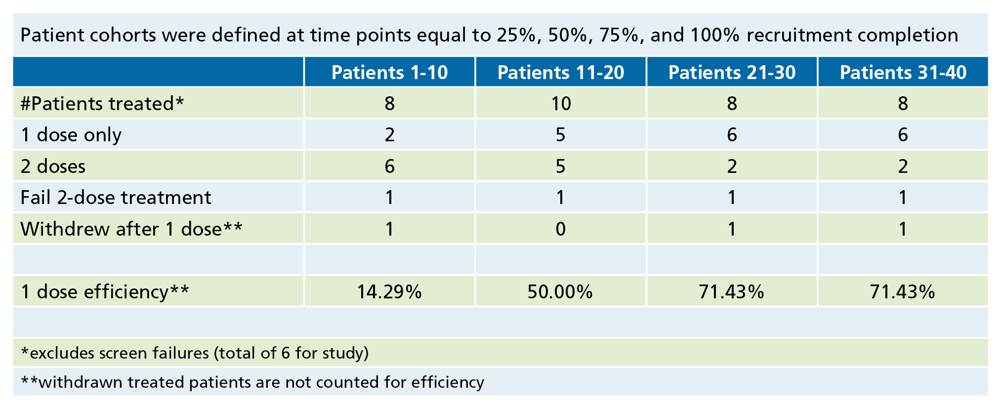 Patient cohorts were defined at time points equal to 25%, 50%, 75%, and 100% recruitment completion
Patients 1-10 Patients 11-20 Patients 21-30 Patients 31-40
#Patients treated* 8 10 8 8
1 dose only 2 5 6 6
2 doses 6 5 2 2
Fail 2-dose treatment 1 1 1 1
Withdrew after 1 dose** 1 0 1 1
1 dose efficiency** 14.29% 50.00% 71.43% 71.43%
*excludes screen failures (total of 6 for study)
**withdrawn treated patients are not counted for efficiency